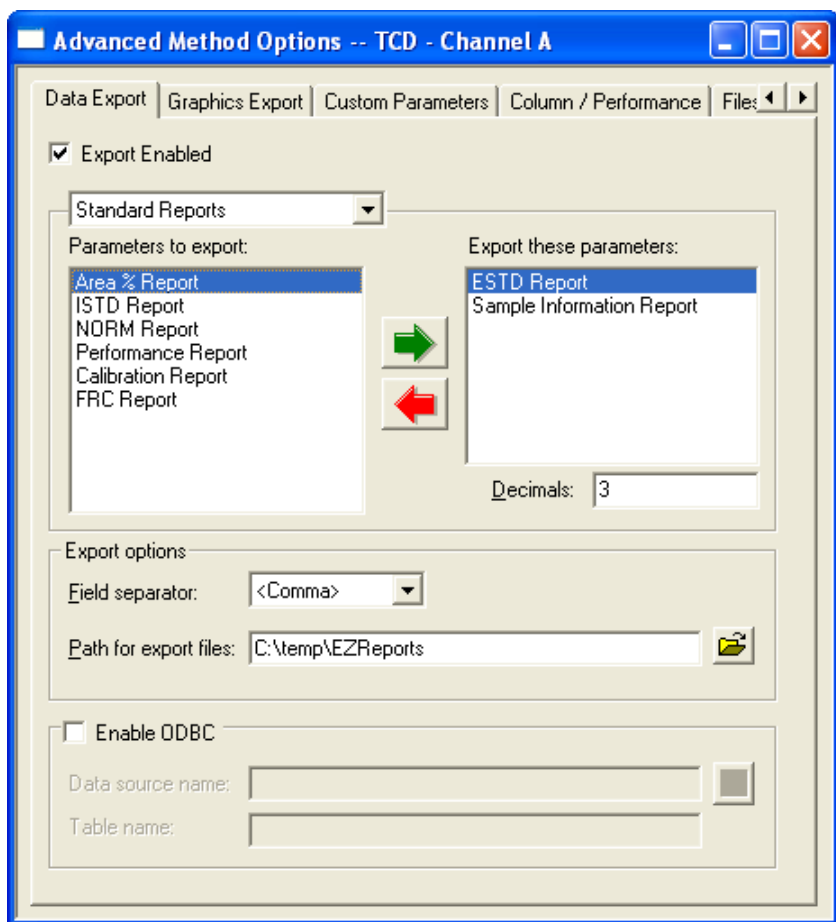 Advanced Method Options -- TCD - Channel A
Data Export Graphics Export Custom Parameters Column / Performance Files
Export Enabled
Standard Reports
Parameters to export:
Area % Report
ISTD Report
NORM Report
Performance Report
Calibration Report
FRC Report
Export these parameters:
ESTD Report
Sample Information Report
Decimals: 3
Export options
Field separator: <Comma>
Path for export files: C:\temp\EZReports
Enable ODBC
Data source name:
Table name: